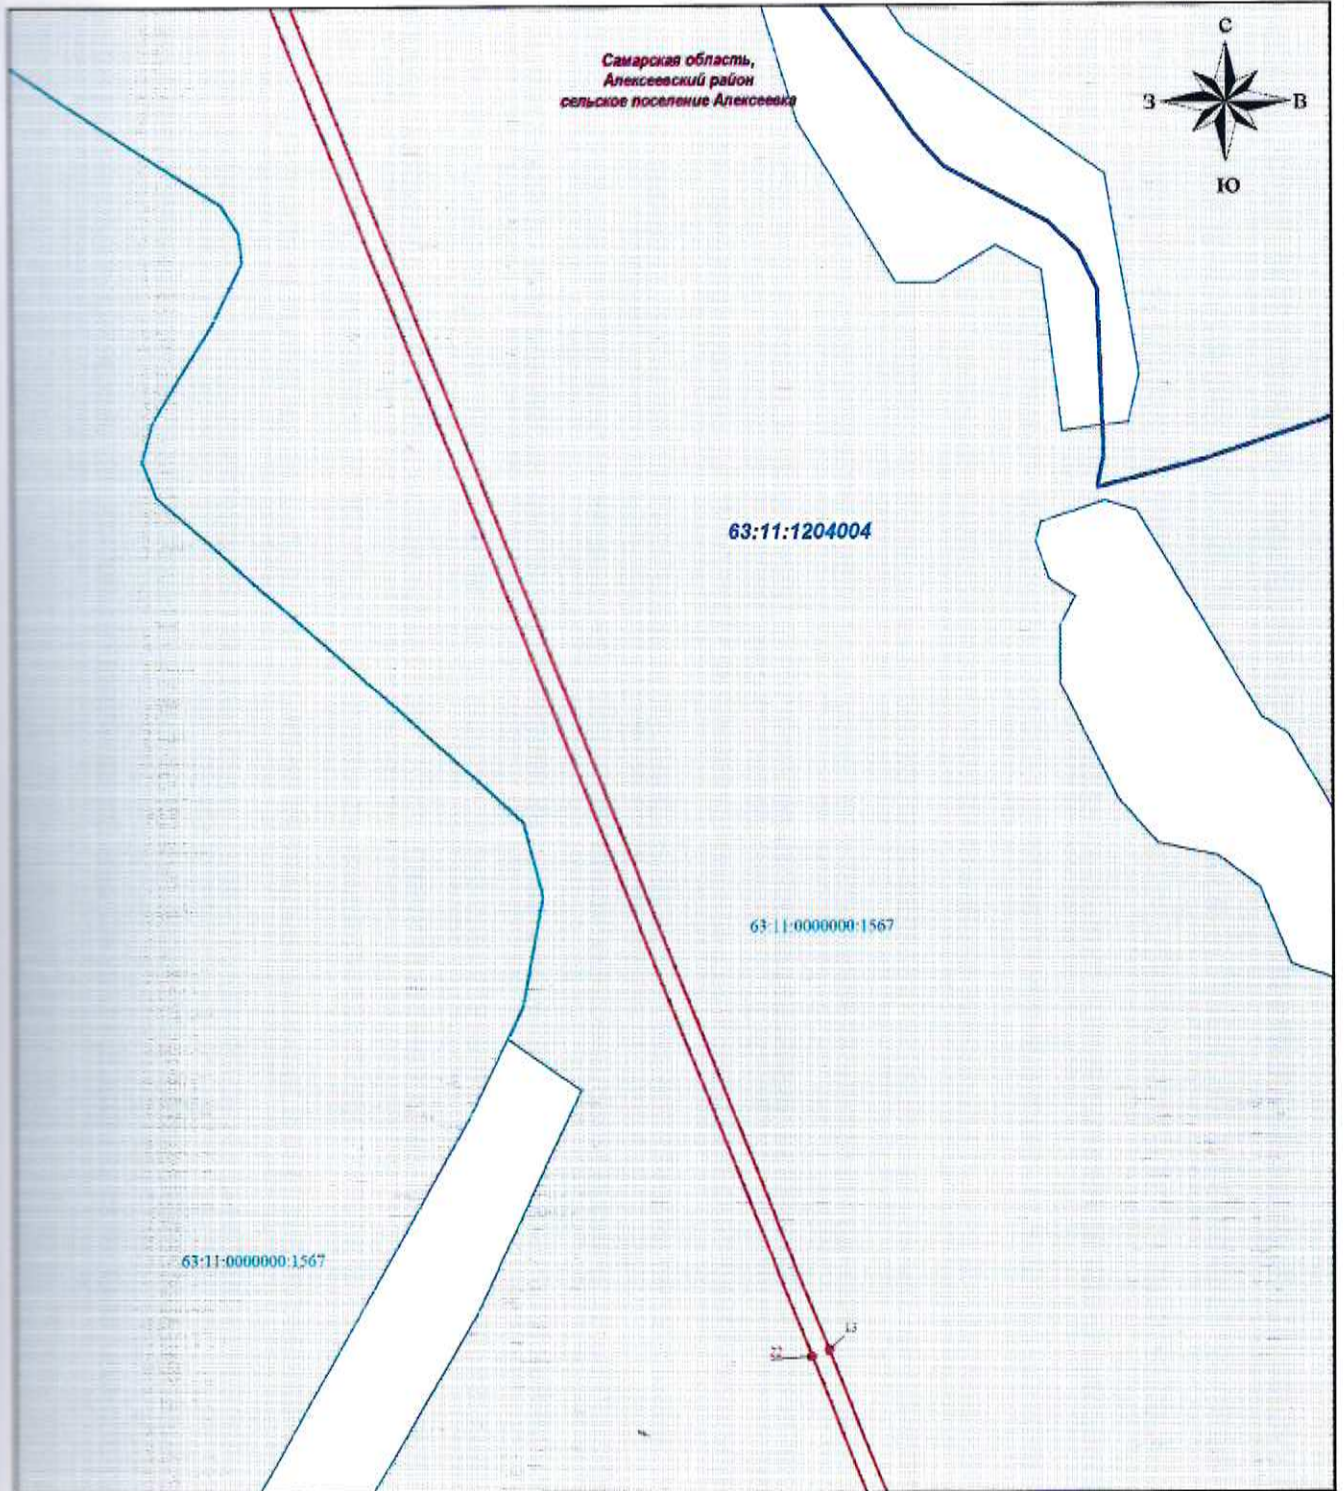 С
Самарская область,
Алексеевский район
сельское поселение Алексеевка
З
В
Ю
63:11:1204004
63:11:0000000:1567
63:11:0000000:1567
13